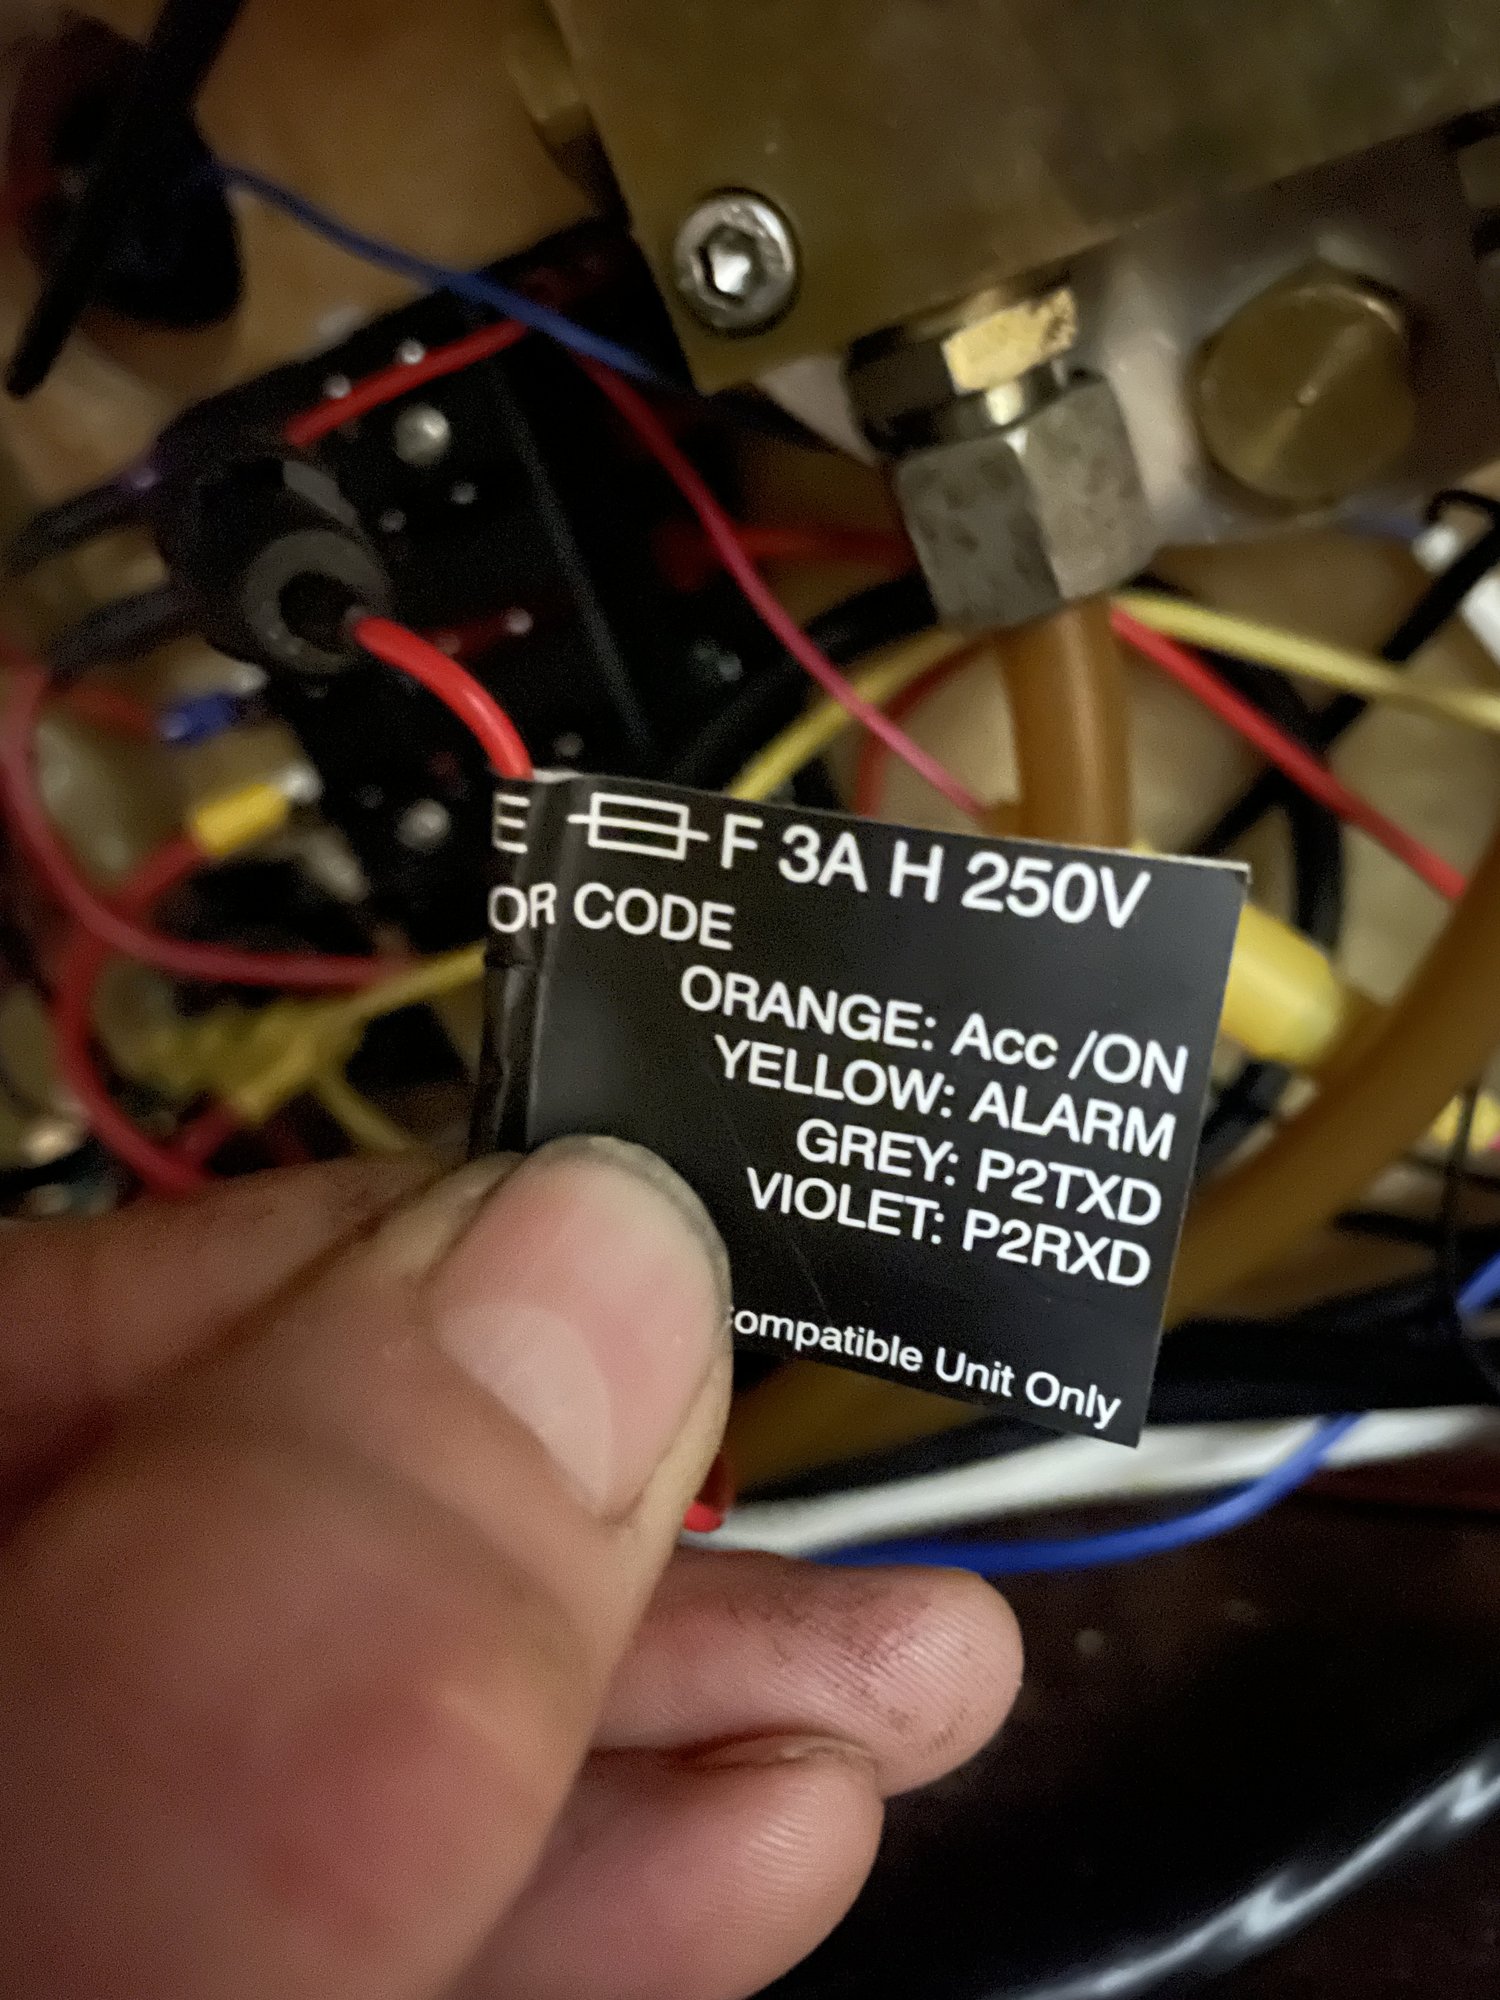 E F 3A H 250V
OR CODE
ORANGE: Acc /ON
YELLOW: ALARM
GREY: P2TXD
VIOLET: P2RXD
ompatible Unit Only